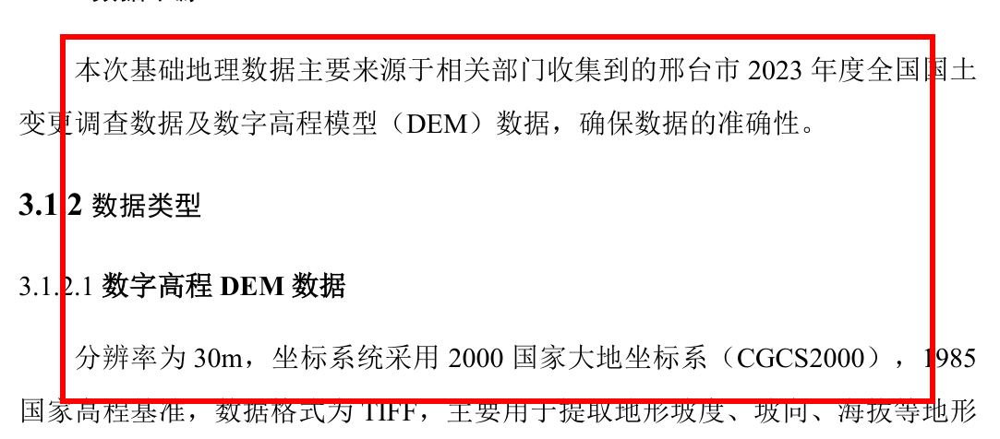 本次基础地理数据主要来源于相关部门收集到的邢台市 2023 年度全国国土
变更调查数据及数字高程模型（DEM）数据，确保数据的准确性。
3.1.2 数据类型
3.1.2.1 数字高程 DEM 数据
分辨率为 30m，坐标系统采用 2000 国家大地坐标系（CGCS2000），1985
国家高程基准，数据格式为 TIFF，主要用于提取地形坡度、坡向、海拔等地形